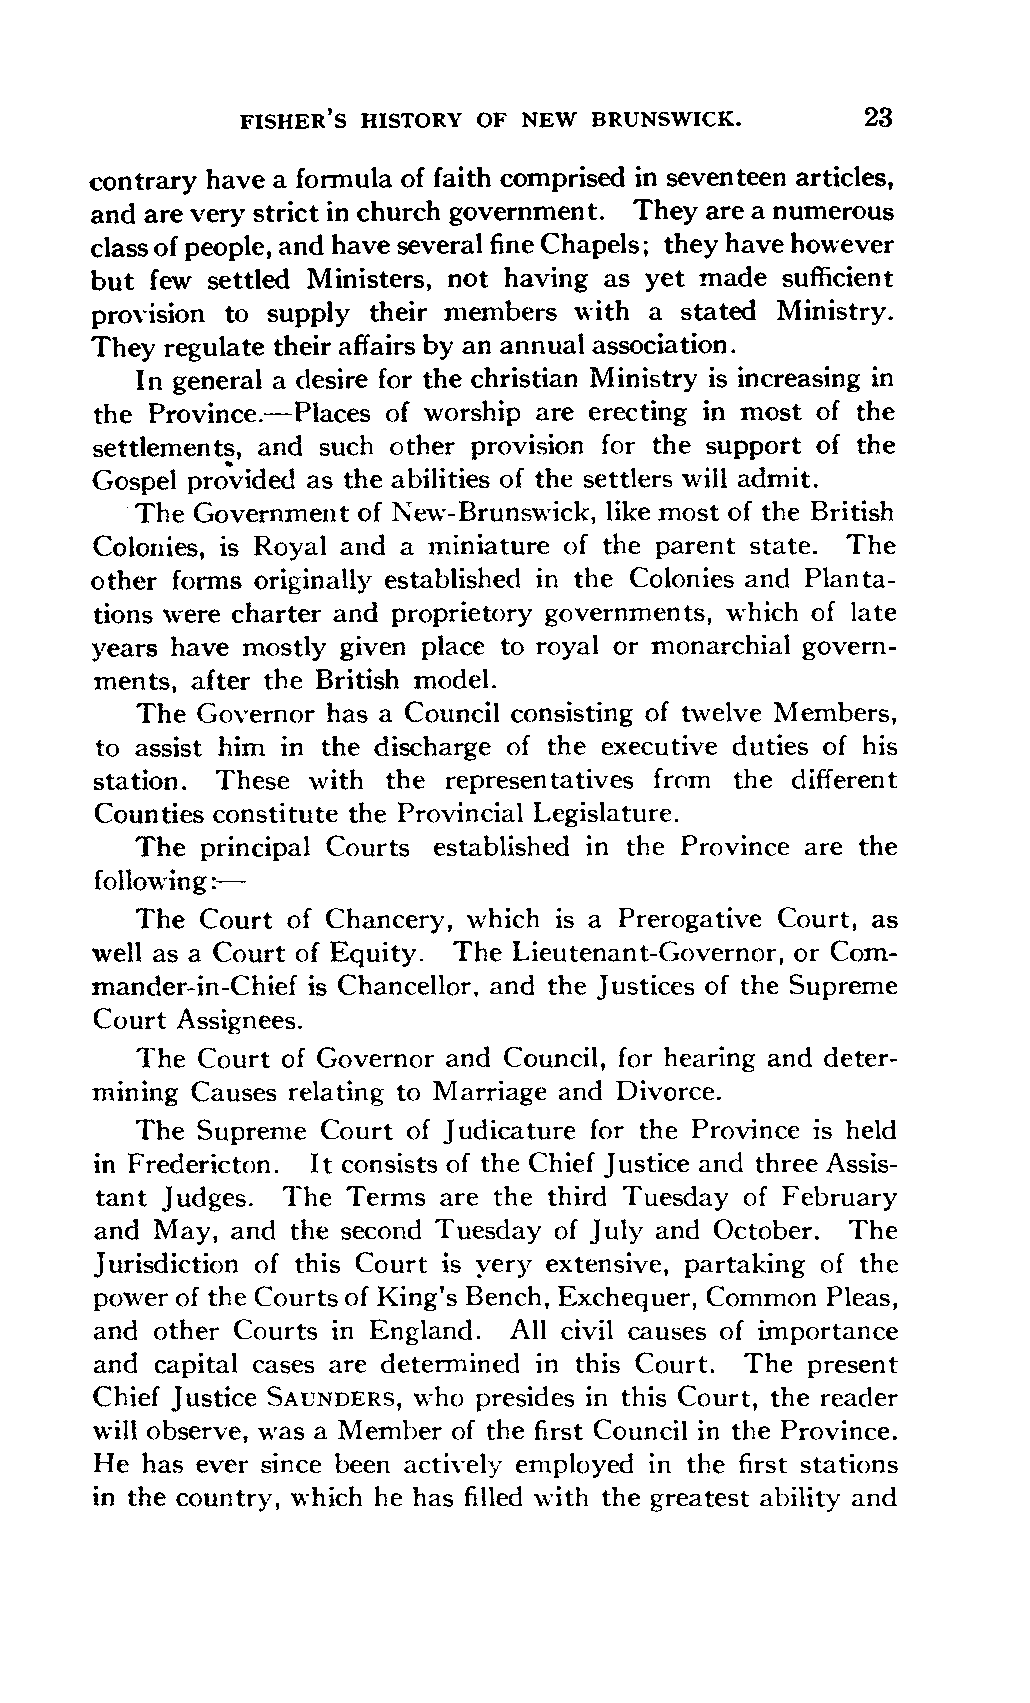 FISHER'S HISTORY OF NEW BRUNSWICK. 23
contrary have a formula of faith comprised in seventeen articles,
and are very strict in church government. They are a numerous
class of people, and have several fine Chapels; they have however
but few settled Ministers, not having as yet made sufficient
provision to supply their members with a stated Ministry.
They regulate their affairs by an annual association.
In general a desire for the christian Ministry is increasing in
the Province.—Places of worship are erecting in most of the
settlements, and such other provision for the support of the
Gospel provided as the abilities of the settlers will admit.
The Government of New-Brunswick, like most of the British
Colonies, is Royal and a miniature of the parent state. The
other forms originally established in the Colonies and Planta-
tions were charter and proprietory governments, which of late
years have mostly given place to royal or monarchial govern-
ments, after the British model.
The Governor has a Council consisting of twelve Members,
to assist him in the discharge of the executive duties of his
station. These with the representatives from the different
Counties constitute the Provincial Legislature.
The principal Courts established in the Province are the
following:—
The Court of Chancery, which is a Prerogative Court, as
well as a Court of Equity. The Lieutenant-Governor, or Com-
mander-in-Chief is Chancellor, and the Justices of the Supreme
Court Assignees.
The Court of Governor and Council, for hearing and deter-
mining Causes relating to Marriage and Divorce.
The Supreme Court of Judicature for the Province is held
in Fredericton. It consists of the Chief Justice and three Assis-
tant Judges. The Terms are the third Tuesday of February
and May, and the second Tuesday of July and October. The
Jurisdiction of this Court is very extensive, partaking of the
power of the Courts of King's Bench, Exchequer, Common Pleas,
and other Courts in England. All civil causes of importance
and capital cases are determined in this Court. The present
Chief Justice SAUNDERS, who presides in this Court, the reader
will observe, was a Member of the first Council in the Province.
He has ever since been actively employed in the first stations
in the country, which he has filled with the greatest ability and